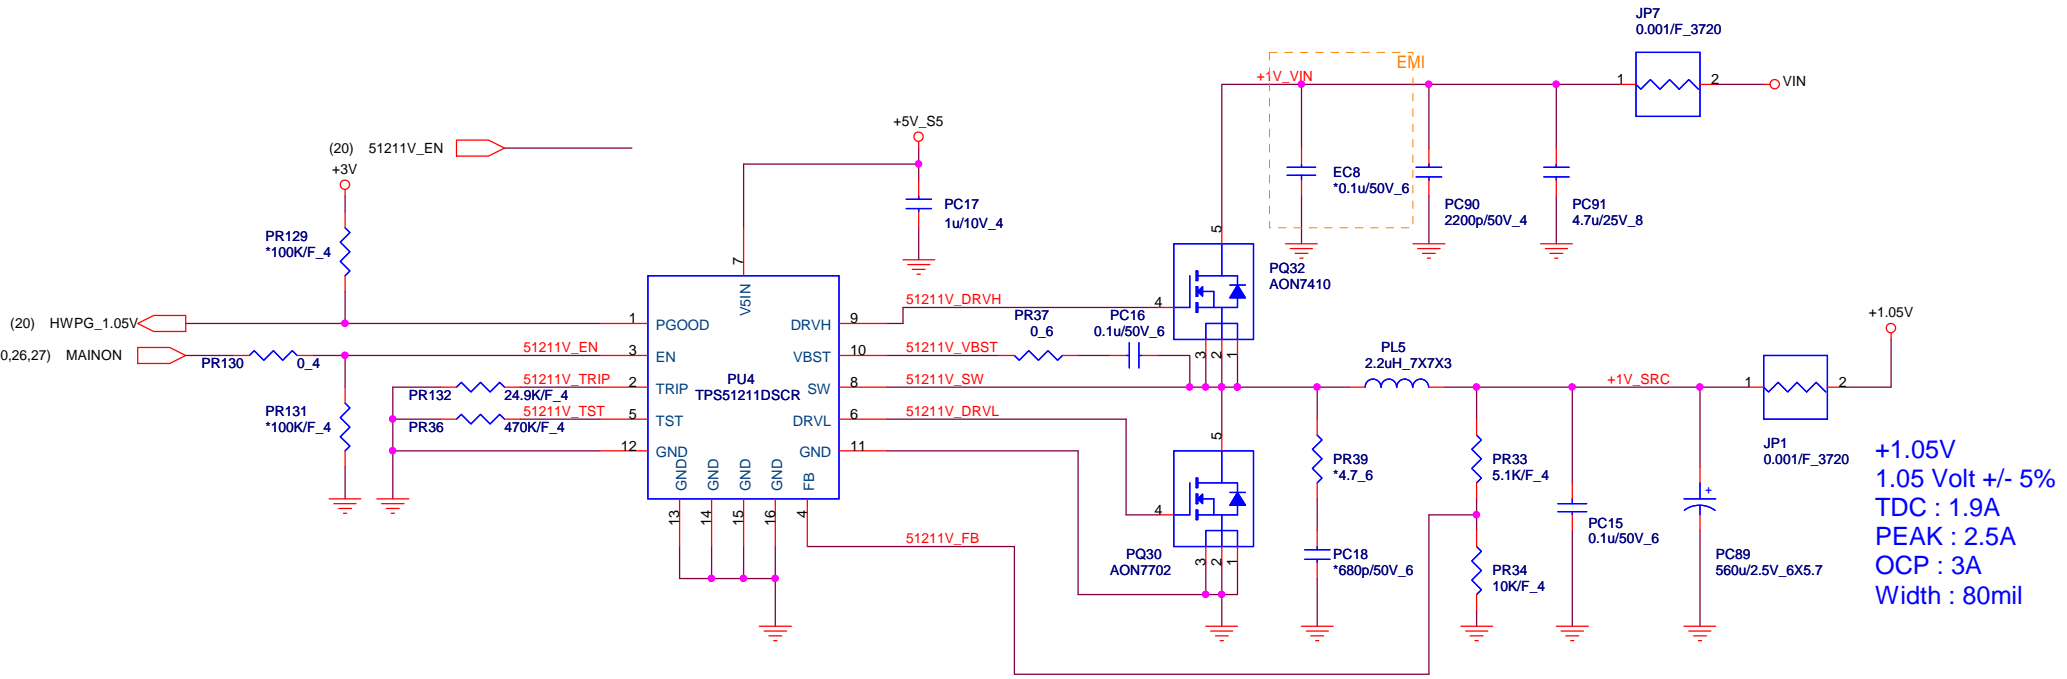 JP7
0.001/F_3720
EMI
+1V_VIN
1
2
VIN
+5V_S5
(20) 51211V_EN
+3V
EC8
*0.1u/50V_6
PC90
2200p/50V_4
PC91
4.7u/25V_8
PC17
1u/10V_4
PR129
*100K/F_4
5
7
PQ32
AON7410
V5IN
51211V_DRVH
4
(20) HWPG_1.05V
1
PGOOD
DRVH
9
PR37
0_6
PC16
0.1u/50V_6
+1.05V
0,26,27) MAINON
PR130
0_4
51211V_EN
3
EN
VBST
10
51211V_VBST
3
2
1
PL5
2.2uH_7X7X3
PU4
TPS51211DSCR
PR132
24.9K/F_4
51211V_TRIP
2
TRIP
SW
8
51211V_SW
+1V_SRC
1
2
PR131
*100K/F_4
PR36
470K/F_4
51211V_TST
5
TST
DRVL
6
51211V_DRVL
12
GND
GND
11
5
JP1
0.001/F_3720
GND
GND
GND
GND
FB
13
14
15
16
4
PR39
*4.7_6
PR33
5.1K/F_4
4
PC15
0.1u/50V_6
+
51211V_FB
PQ30
AON7702
3
2
1
PC18
*680p/50V_6
PR34
10K/F_4
PC89
560u/2.5V_6X5.7
+1.05V
1.05 Volt +/- 5%
TDC : 1.9A
PEAK : 2.5A
OCP : 3A
Width : 80mil